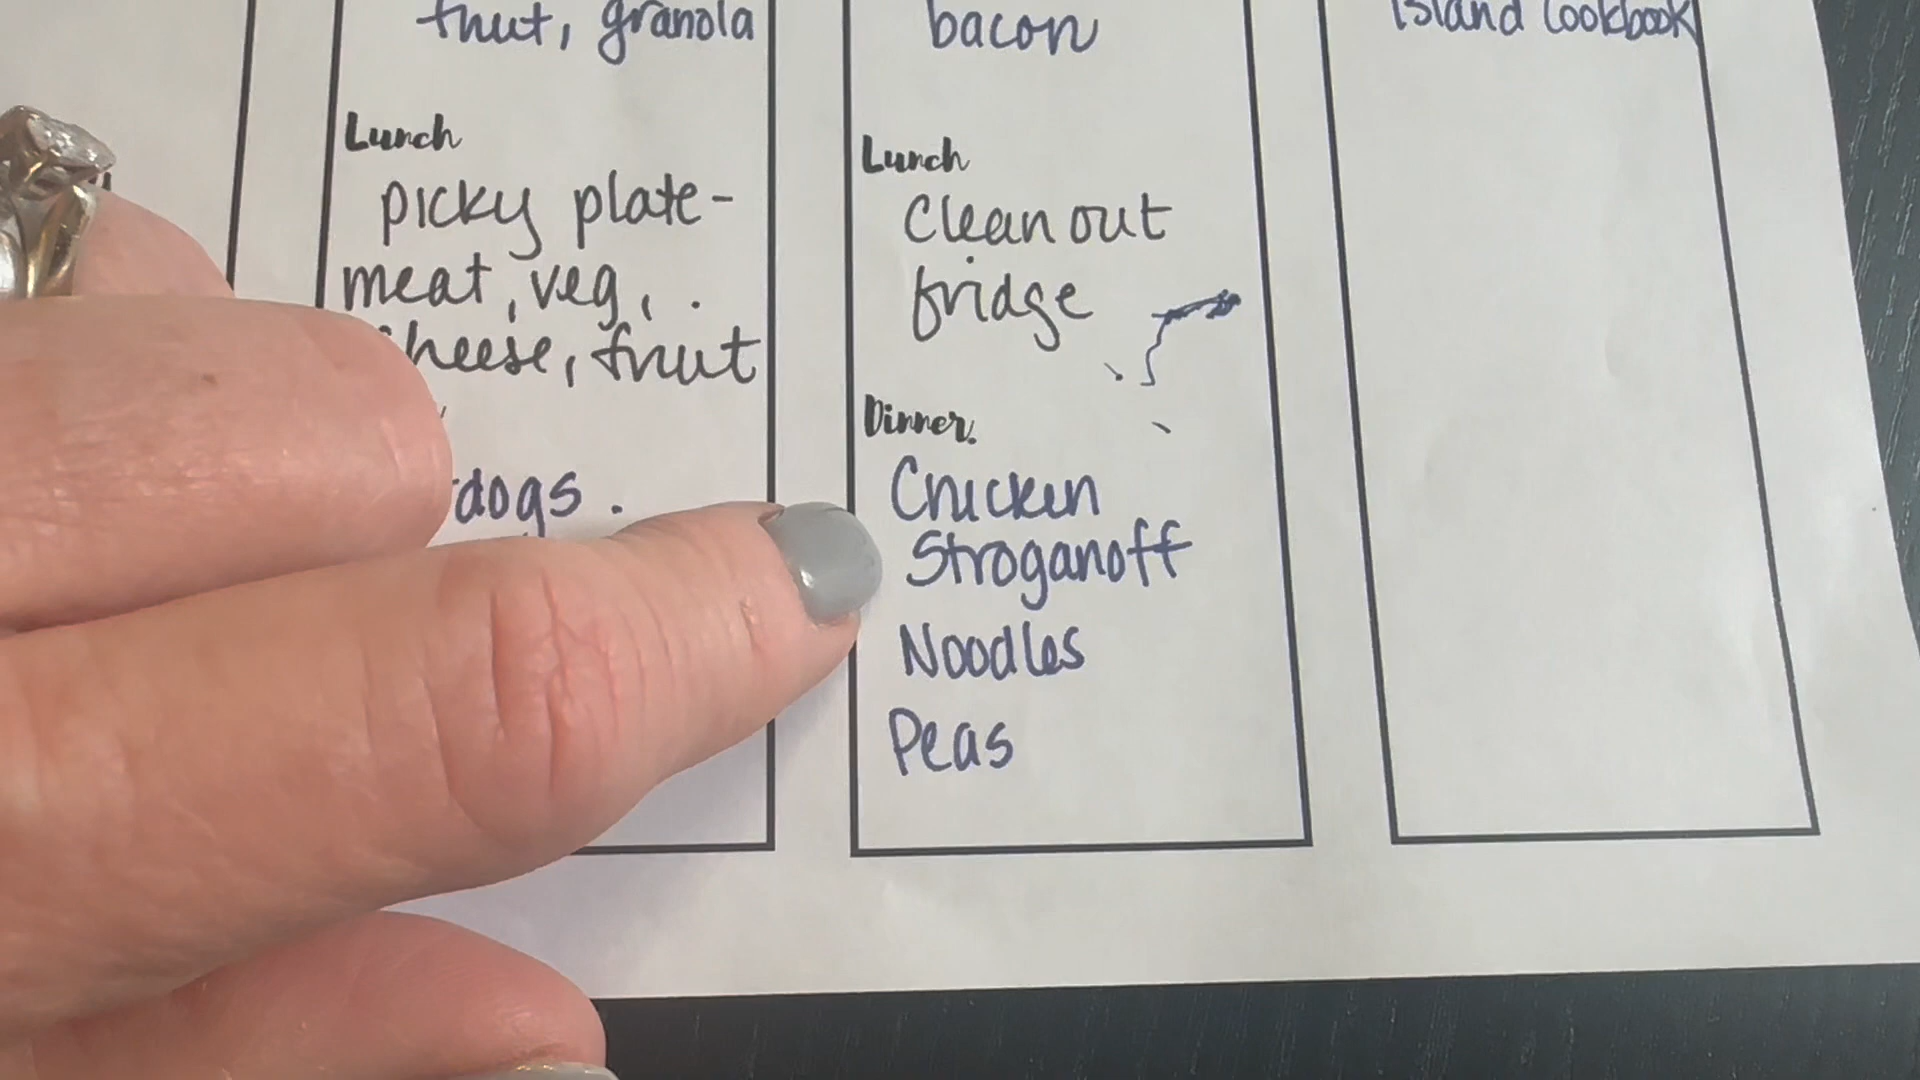 fruit, granola
Lunch
picky plate-
meat, veg,
heese, fruit
dogs.
bacon
Lunch
Clean out
fridge
Dinner.
Chicken
Stroganoff
Noodles
Peas
Island Cookbook